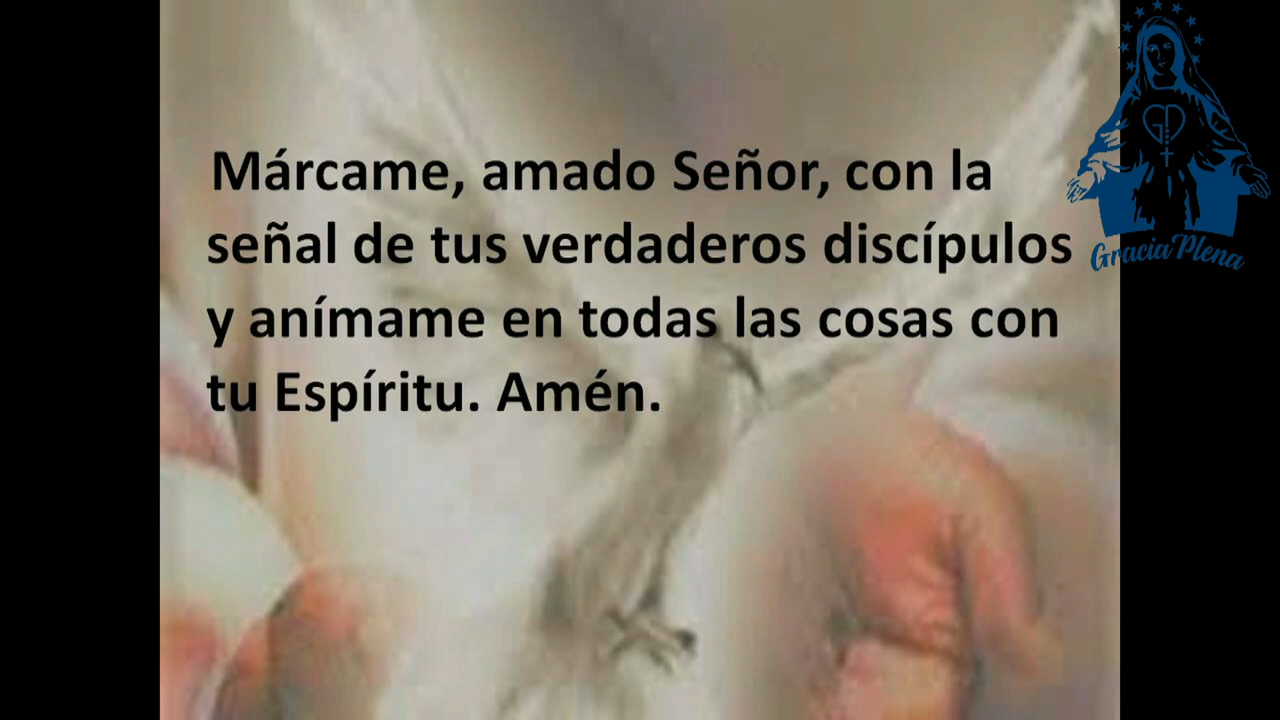 Márcame, amado Señor, con la
señal de tus verdaderos discípulos
y anímame en todas las cosas con
tu Espíritu. Amén.
GD
Gracia Plena